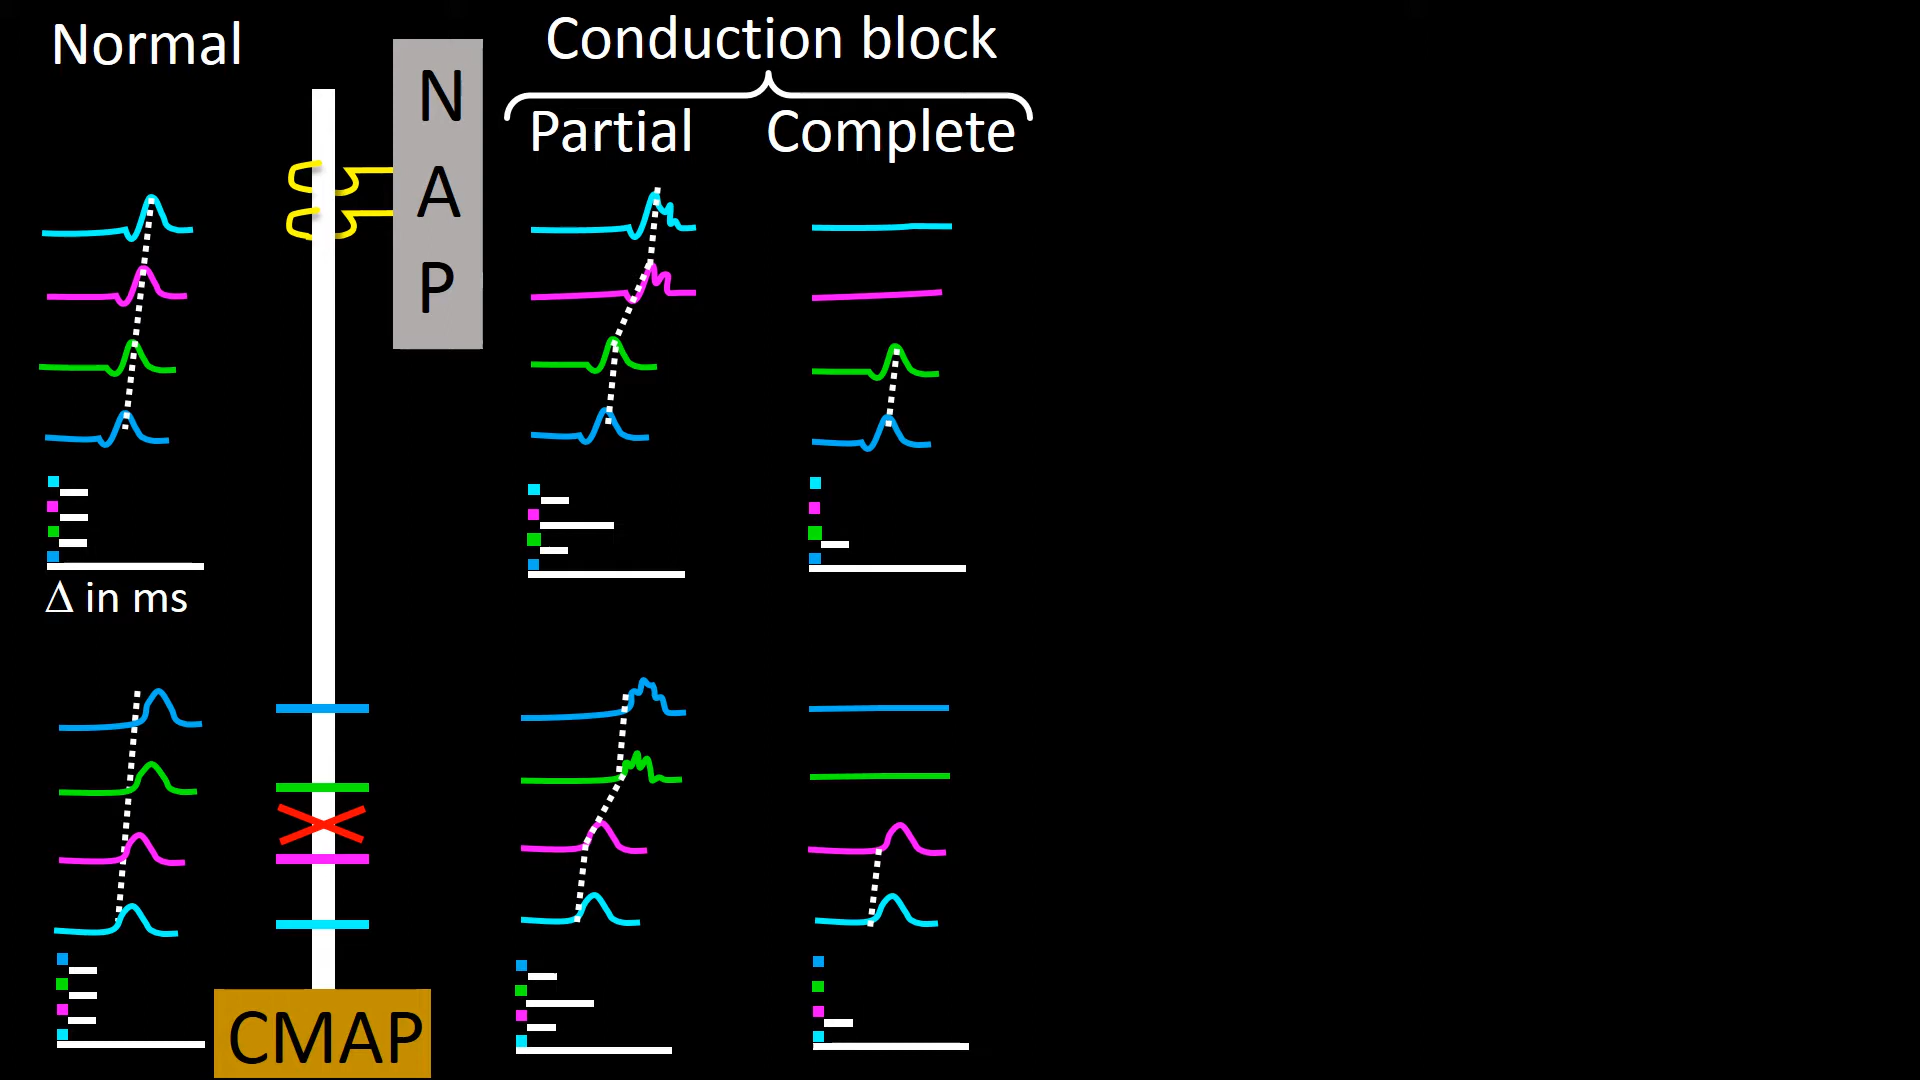 Normal
Conduction block
Partial
Complete
N
A
P
Δ in ms
CMAP